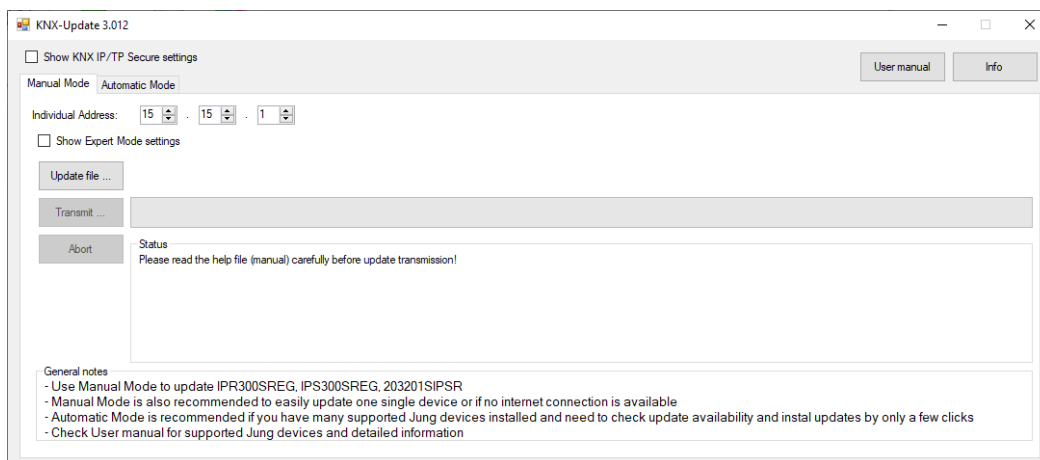 KNX-Update 3.012
Show KNX IP/TP Secure settings
User manual
Info
Manual Mode
Automatic Mode
Individual Address: 15 . 15 . 1
Show Expert Mode settings
Update file ...
Transmit ...
Abort
Status
Please read the help file (manual) carefully before update transmission!
General notes
- Use Manual Mode to update IPR300SREG, IPS300SREG, 203201SIPSR
- Manual Mode is also recommended to easily update one single device or if no internet connection is available
- Automatic Mode is recommended if you have many supported Jung devices installed and need to check update availability and instal updates by only a few clicks
- Check User manual for supported Jung devices and detailed information